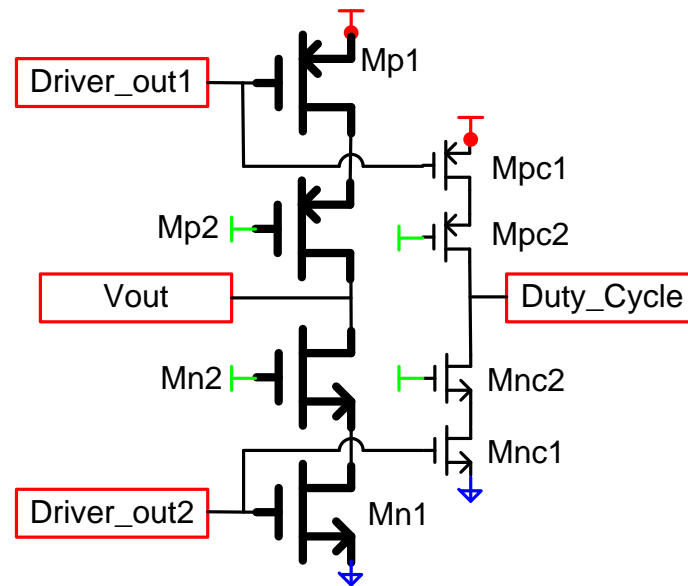 Mp1
Driver_out1
Mpc1
Mp2
Mpc2
Vout
Duty_Cycle
Mn2
Mnc2
Mnc1
Driver_out2
Mn1